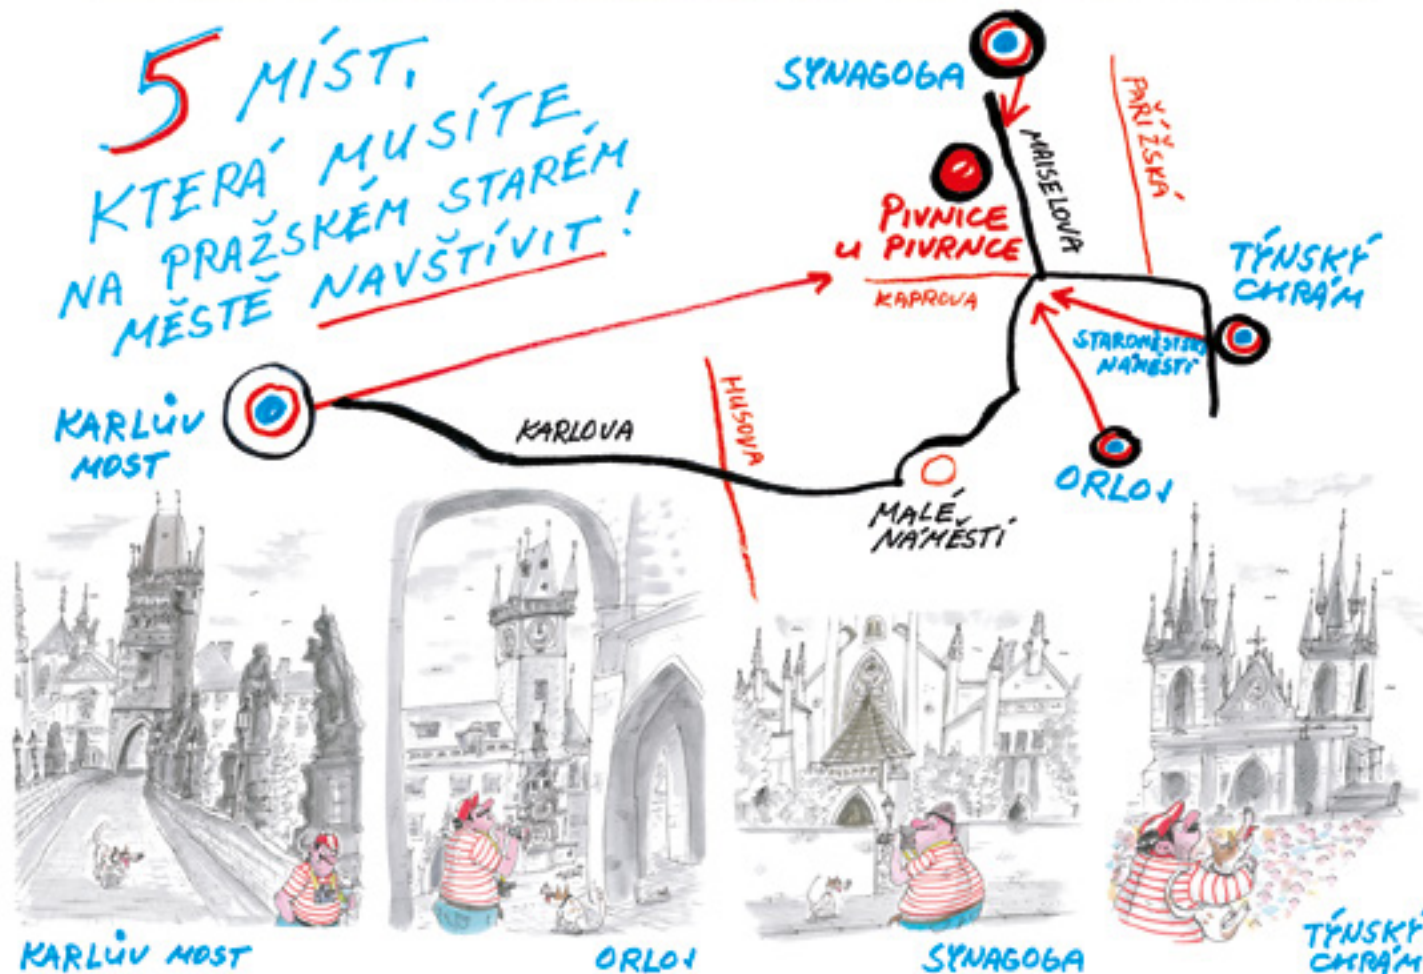 5 MÍST,
KTERÁ MUSÍTE
NA PRAŽSKÉM STARÉM
MĚSTĚ NAVŠTÍVIT!
SYNAGOGA
PAŘÍŽSKÁ
MAISELOVA
PIVNICE
U PIVRNCE
KAPROVA
TÝNSKÝ
CHRÁM
STAROMĚSTSKÉ
NÁMĚSTÍ
KARLŮV
MOST
KARLOVA
HUSOVA
ORLOJ
MALÉ
NÁMĚSTÍ
KARLŮV MOST
ORLOJ
SYNAGOGA
TÝNSKÝ
CHRÁM